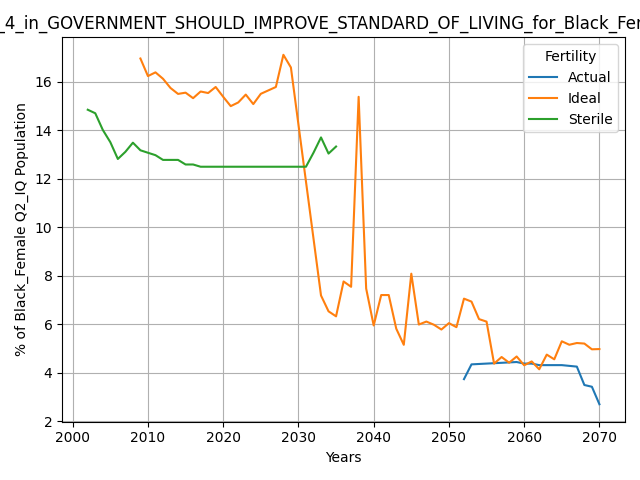 _4_in_GOVERNMENT_SHOULD_IMPROVE_STANDARD_OF_LIVING_for_Black_Fe
Fertility
Actual
Ideal
Sterile
% of Black_Female Q2_IQ Population
16
14
12
10
8
6
4
2
2000 2010 2020 2030 2040 2050 2060 2070
Years